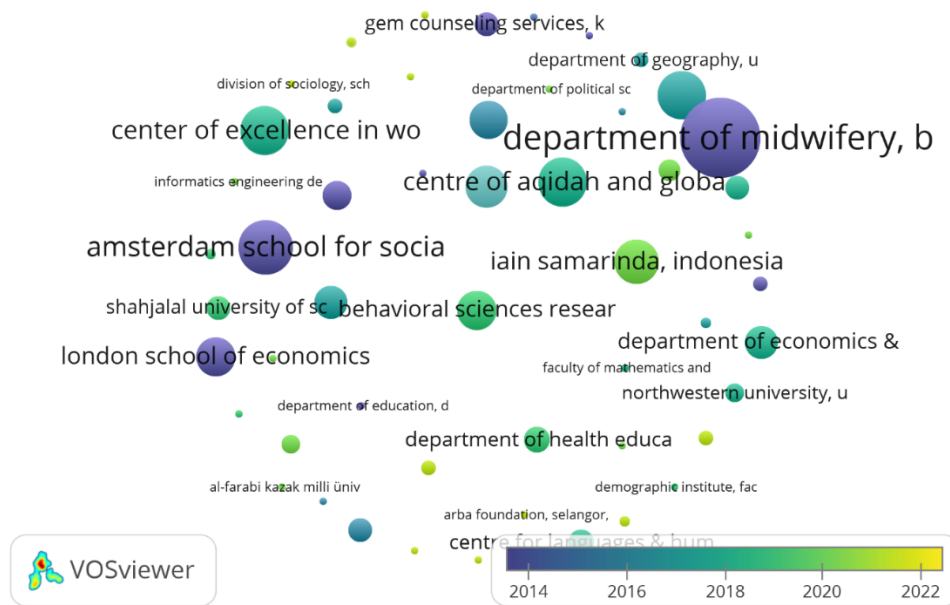 gem counseling services, k
department of geography, u
division of sociology, sch
department of political sc
center of excellence in wo
department of midwifery, b
informatics engineering de
centre of aqidah and globa
amsterdam school for socia
iain samarinda, indonesia
shahjalal university of sc
behavioral sciences resear
london school of economics
department of economics &
faculty of mathematics and
northwestern university, u
department of education, d
department of health educa
al-farabi kazak milli üniv
demographic institute, fac
arba foundation, selangor,
centre for languages & hum
VOSviewer
2014 2016 2018 2020 2022